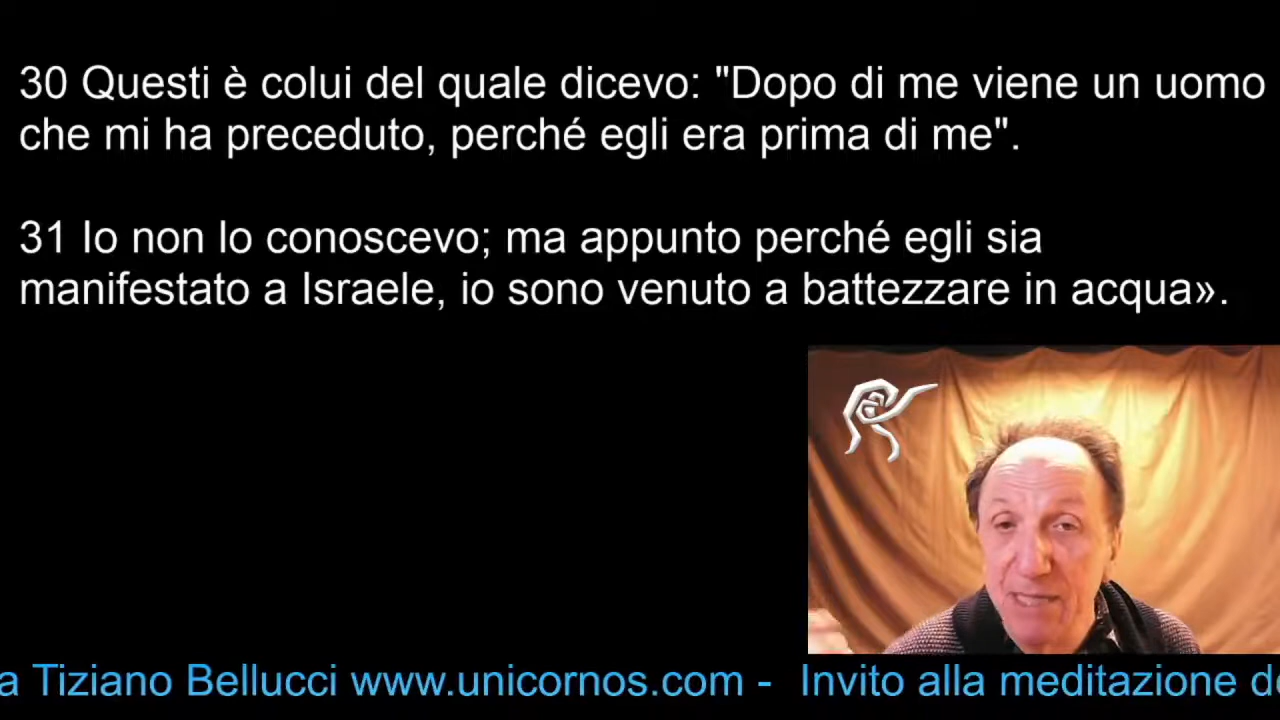 30 Questi è colui del quale dicevo: "Dopo di me viene un uomo
che mi ha preceduto, perché egli era prima di me".
31 Io non lo conoscevo; ma appunto perché egli sia
manifestato a Israele, io sono venuto a battezzare in acqua».
a Tiziano Bellucci www.unicornos.com - Invito alla meditazione